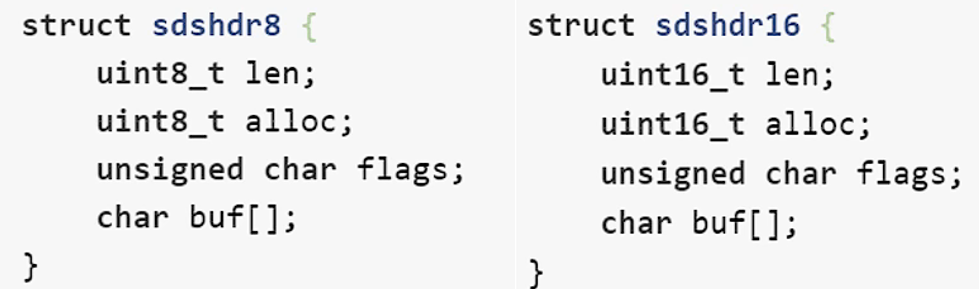 struct sdshdr8 {
    uint8_t len;
    uint8_t alloc;
    unsigned char flags;
    char buf[];
}
struct sdshdr16 {
    uint16_t len;
    uint16_t alloc;
    unsigned char flags;
    char buf[];
}